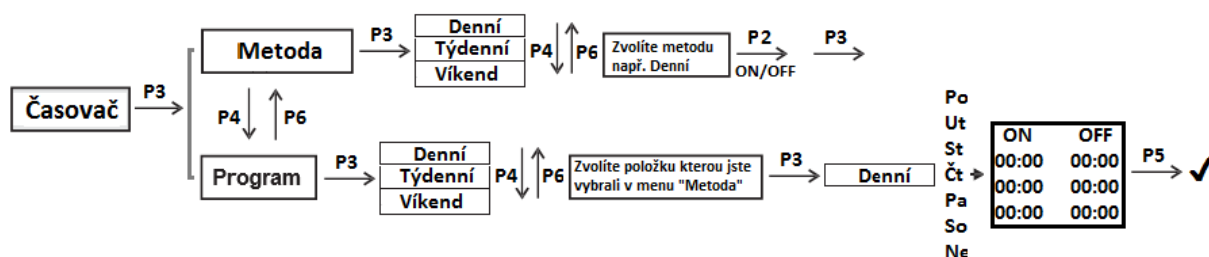 Časovač
P3
Metoda
P4
P6
Program
P3
Denní
Týdenní
Víkend
P4
P6
Zvolíte metodu
např. Denní
P2
ON/OFF
P3
P3
Denní
Týdenní
Víkend
P4
P6
Zvolíte položku kterou jste
vybrali v menu "Metoda"
P3
Denní
Po
Ut
St
Čt
Pa
So
Ne
ON OFF
00:00 00:00
00:00 00:00
00:00 00:00
P5